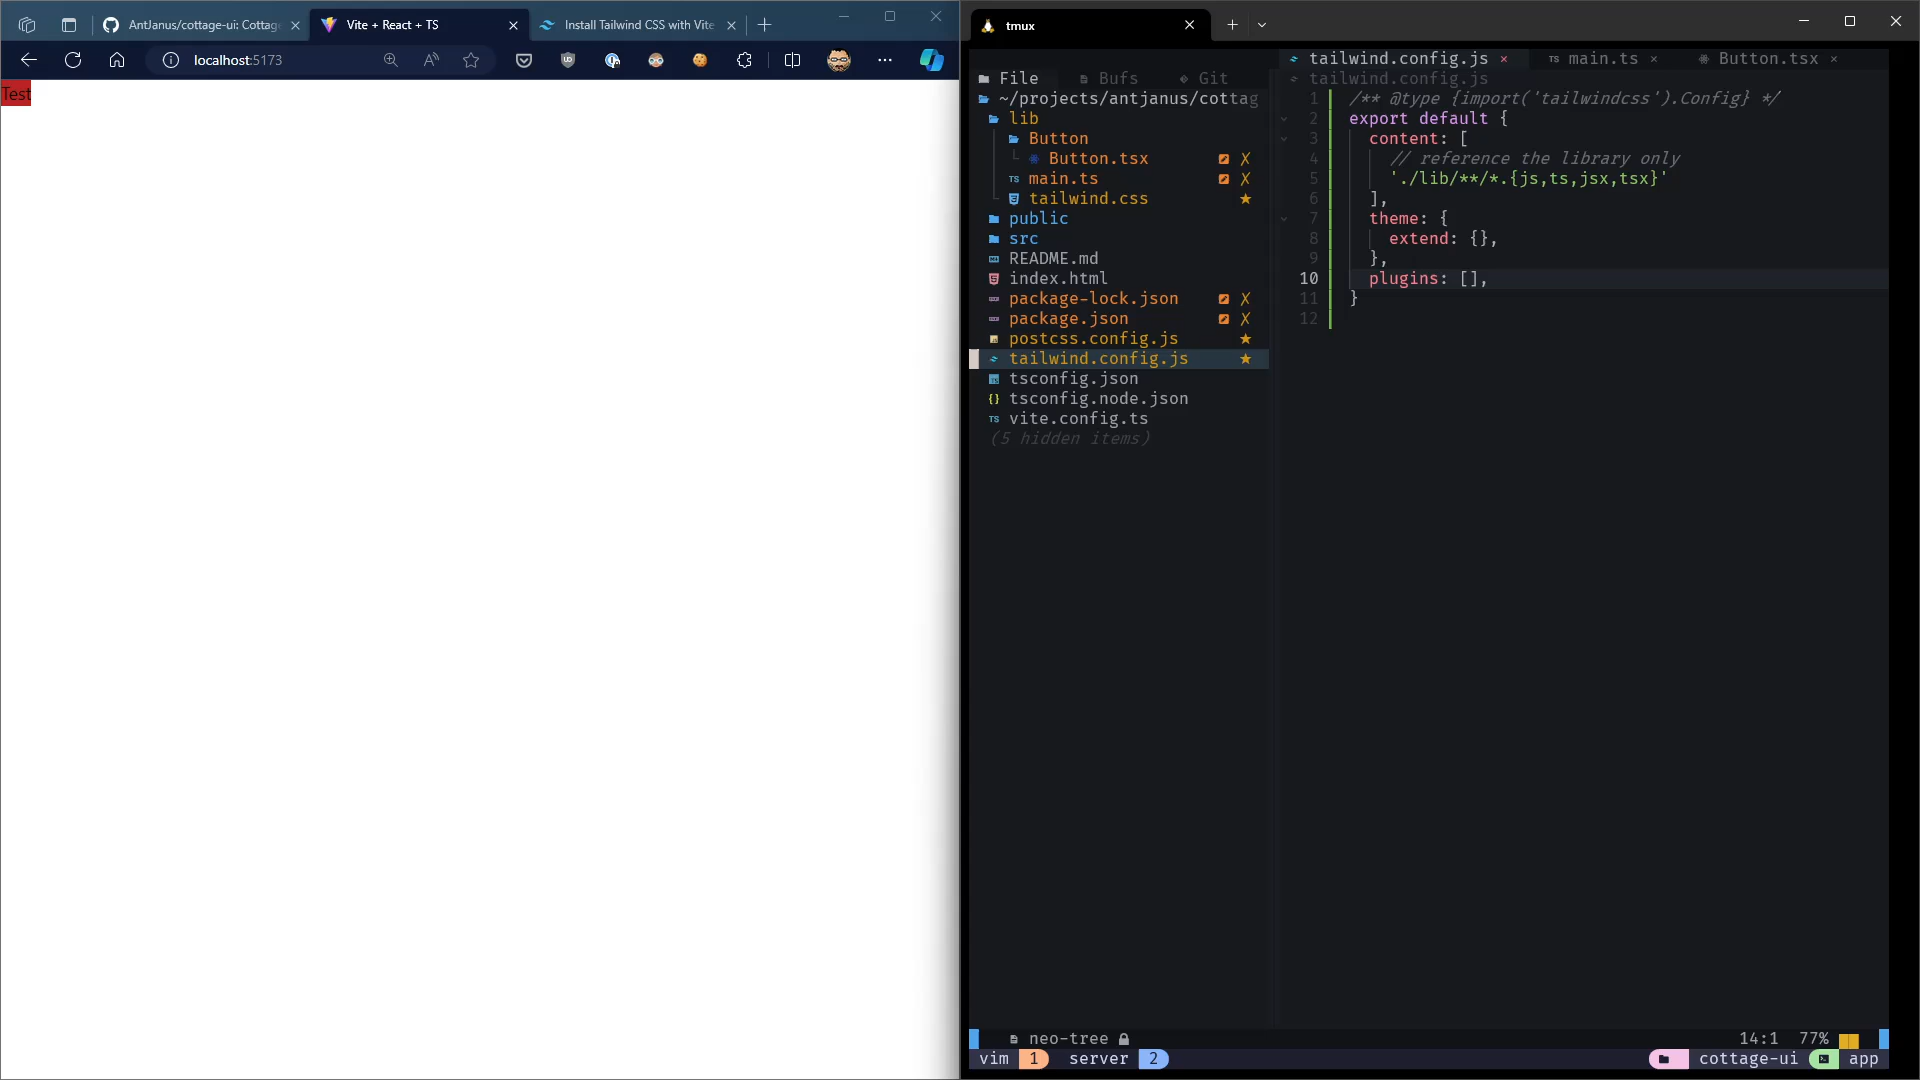 AntJanus/cottage-ui: Cottag
Vite + React + TS
Install Tailwind CSS with Vite
localhost:5173
Test
tmux
File Bufs Git
~/projects/antjanus/cottag
lib
Button
Button.tsx
main.ts
tailwind.css
public
src
README.md
index.html
package-lock.json
package.json
postcss.config.js
tailwind.config.js
tsconfig.json
tsconfig.node.json
vite.config.ts
(5 hidden items)
tailwind.config.js × TS main.ts × Button.tsx ×
tailwind.config.js
1 /** @type {import('tailwindcss').Config} */
2 export default {
3 content: [
4 // reference the library only
5 './lib/**/*.{js,ts,jsx,tsx}'
6 ],
7 theme: {
8 extend: {},
9 },
10 plugins: [],
11 }
12
neo-tree 14:1 77%
vim 1 server 2 cottage-ui app